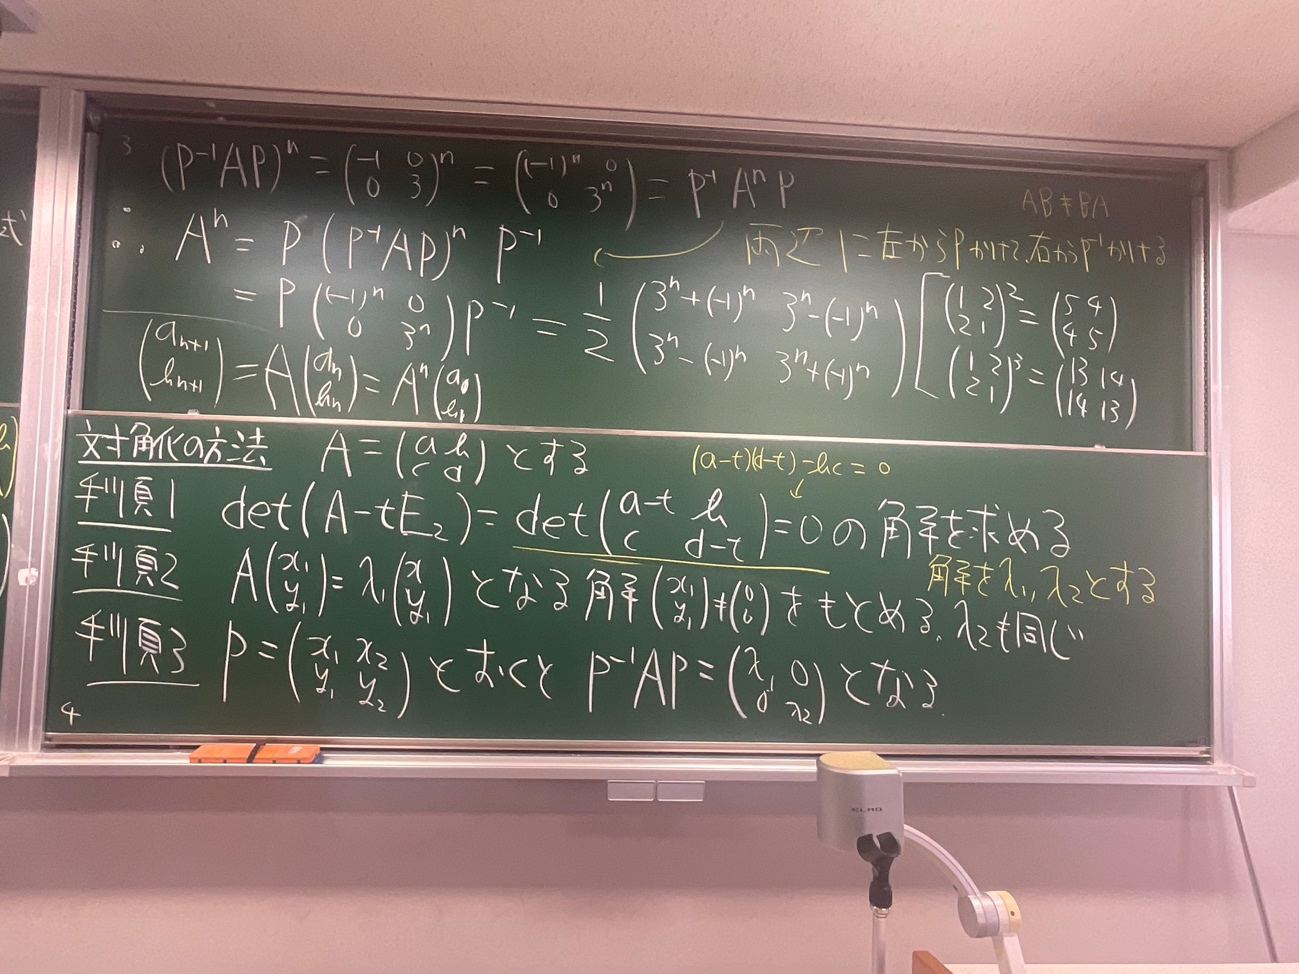 3
(P⁻¹AP)ⁿ = (-1 0 / 0 3)ⁿ = ((-1)ⁿ 0 / 0 3ⁿ) = P⁻¹AⁿP
AB≠BA
∴ Aⁿ = P(P⁻¹AP)ⁿP⁻¹
両辺に左からPかけて、右からP⁻¹かける
= P((-1)ⁿ 0 / 0 3ⁿ)P⁻¹ = 1/2 (3ⁿ+(-1)ⁿ 3ⁿ-(-1)ⁿ / 3ⁿ-(-1)ⁿ 3ⁿ+(-1)ⁿ)
(1 2 / 2 1)² = (5 4 / 4 5)
(1 2 / 2 1)³ = (13 14 / 14 13)
(aₙ₊₁ / bₙ₊₁) = A(aₙ / bₙ) = Aⁿ(a₁ / b₁)
対角化の方法 A = (a b / c d) とする
(a-t)(d-t)-bc=0
手順1 det(A-tE₂) = det(a-t b / c d-t) = 0 の解を求める
解をλ₁, λ₂とする
手順2 A(x₁ / y₁) = λ₁(x₁ / y₁) となる解(x₁ / y₁)≠(0 / 0)をもとめる. λ₂も同じ
手順3 P = (x₁ x₂ / y₁ y₂) とおくと P⁻¹AP = (λ₁ 0 / 0 λ₂) となる.
4
ELMO